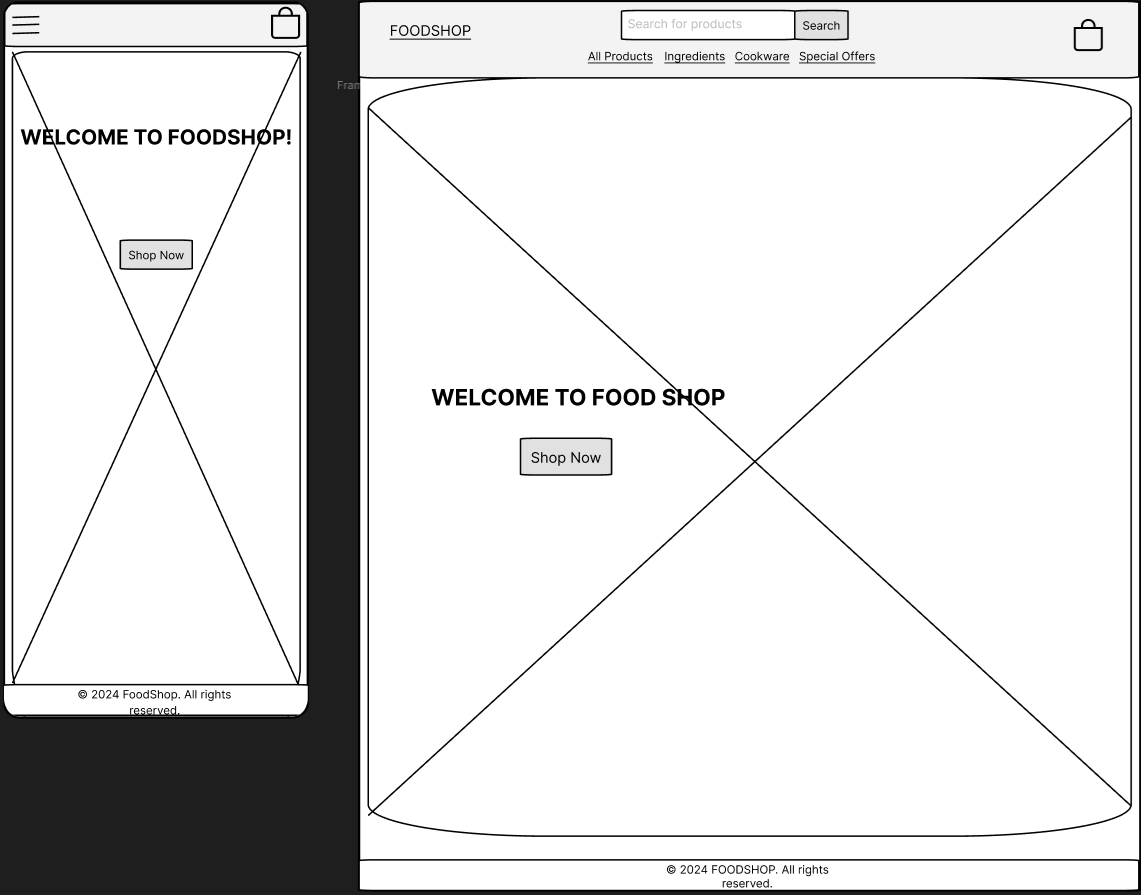 WELCOME TO FOODSHOP!
Shop Now
© 2024 FoodShop. All rights
reserved.
Fram
FOODSHOP
Search for products
Search
All Products Ingredients Cookware Special Offers
WELCOME TO FOOD SHOP
Shop Now
© 2024 FOODSHOP. All rights
reserved.